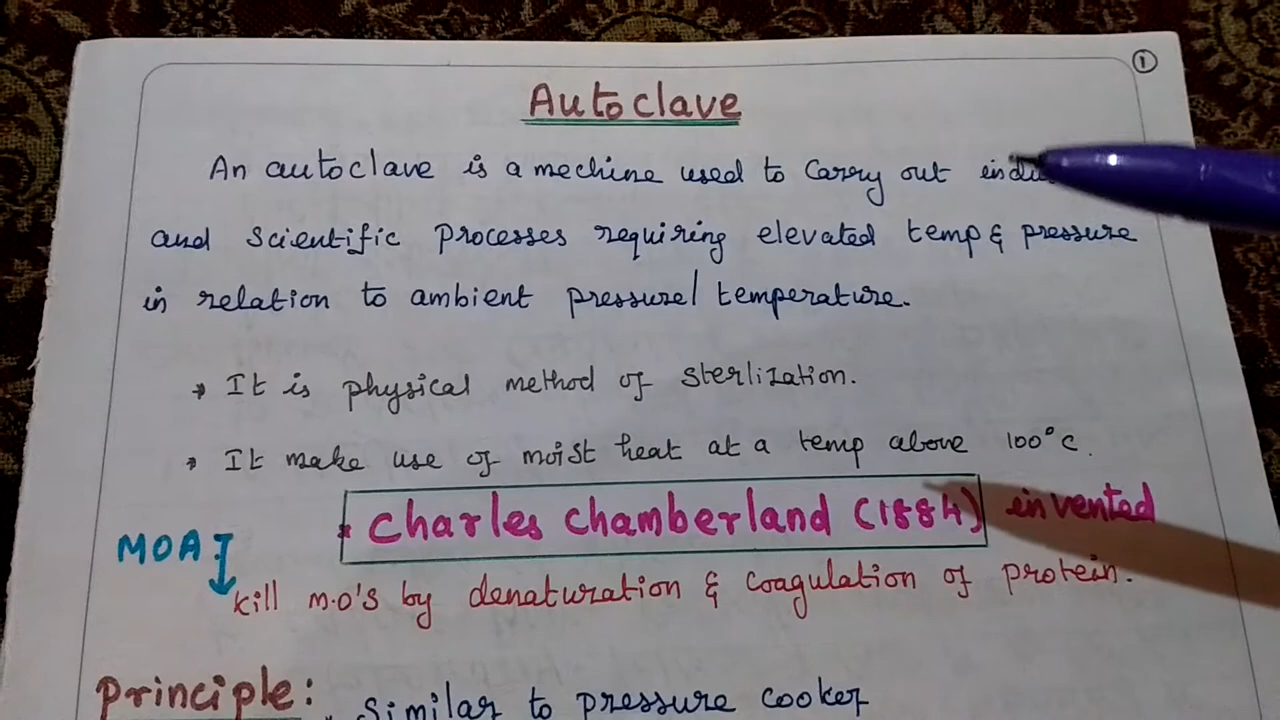 ①
Autoclave
An autoclave is a mechine used to carry out
and scientific processes requiring elevated temp & pressure
in relation to ambient pressure/ temperature.
* It is physical method of sterlization.
* It make use of moist heat at a temp above 100°c.
* Charles Chamberland (1884) invented
MOA
kill m.o's by denaturation & coagulation of protein.
principle:
* Similar to pressure cooker